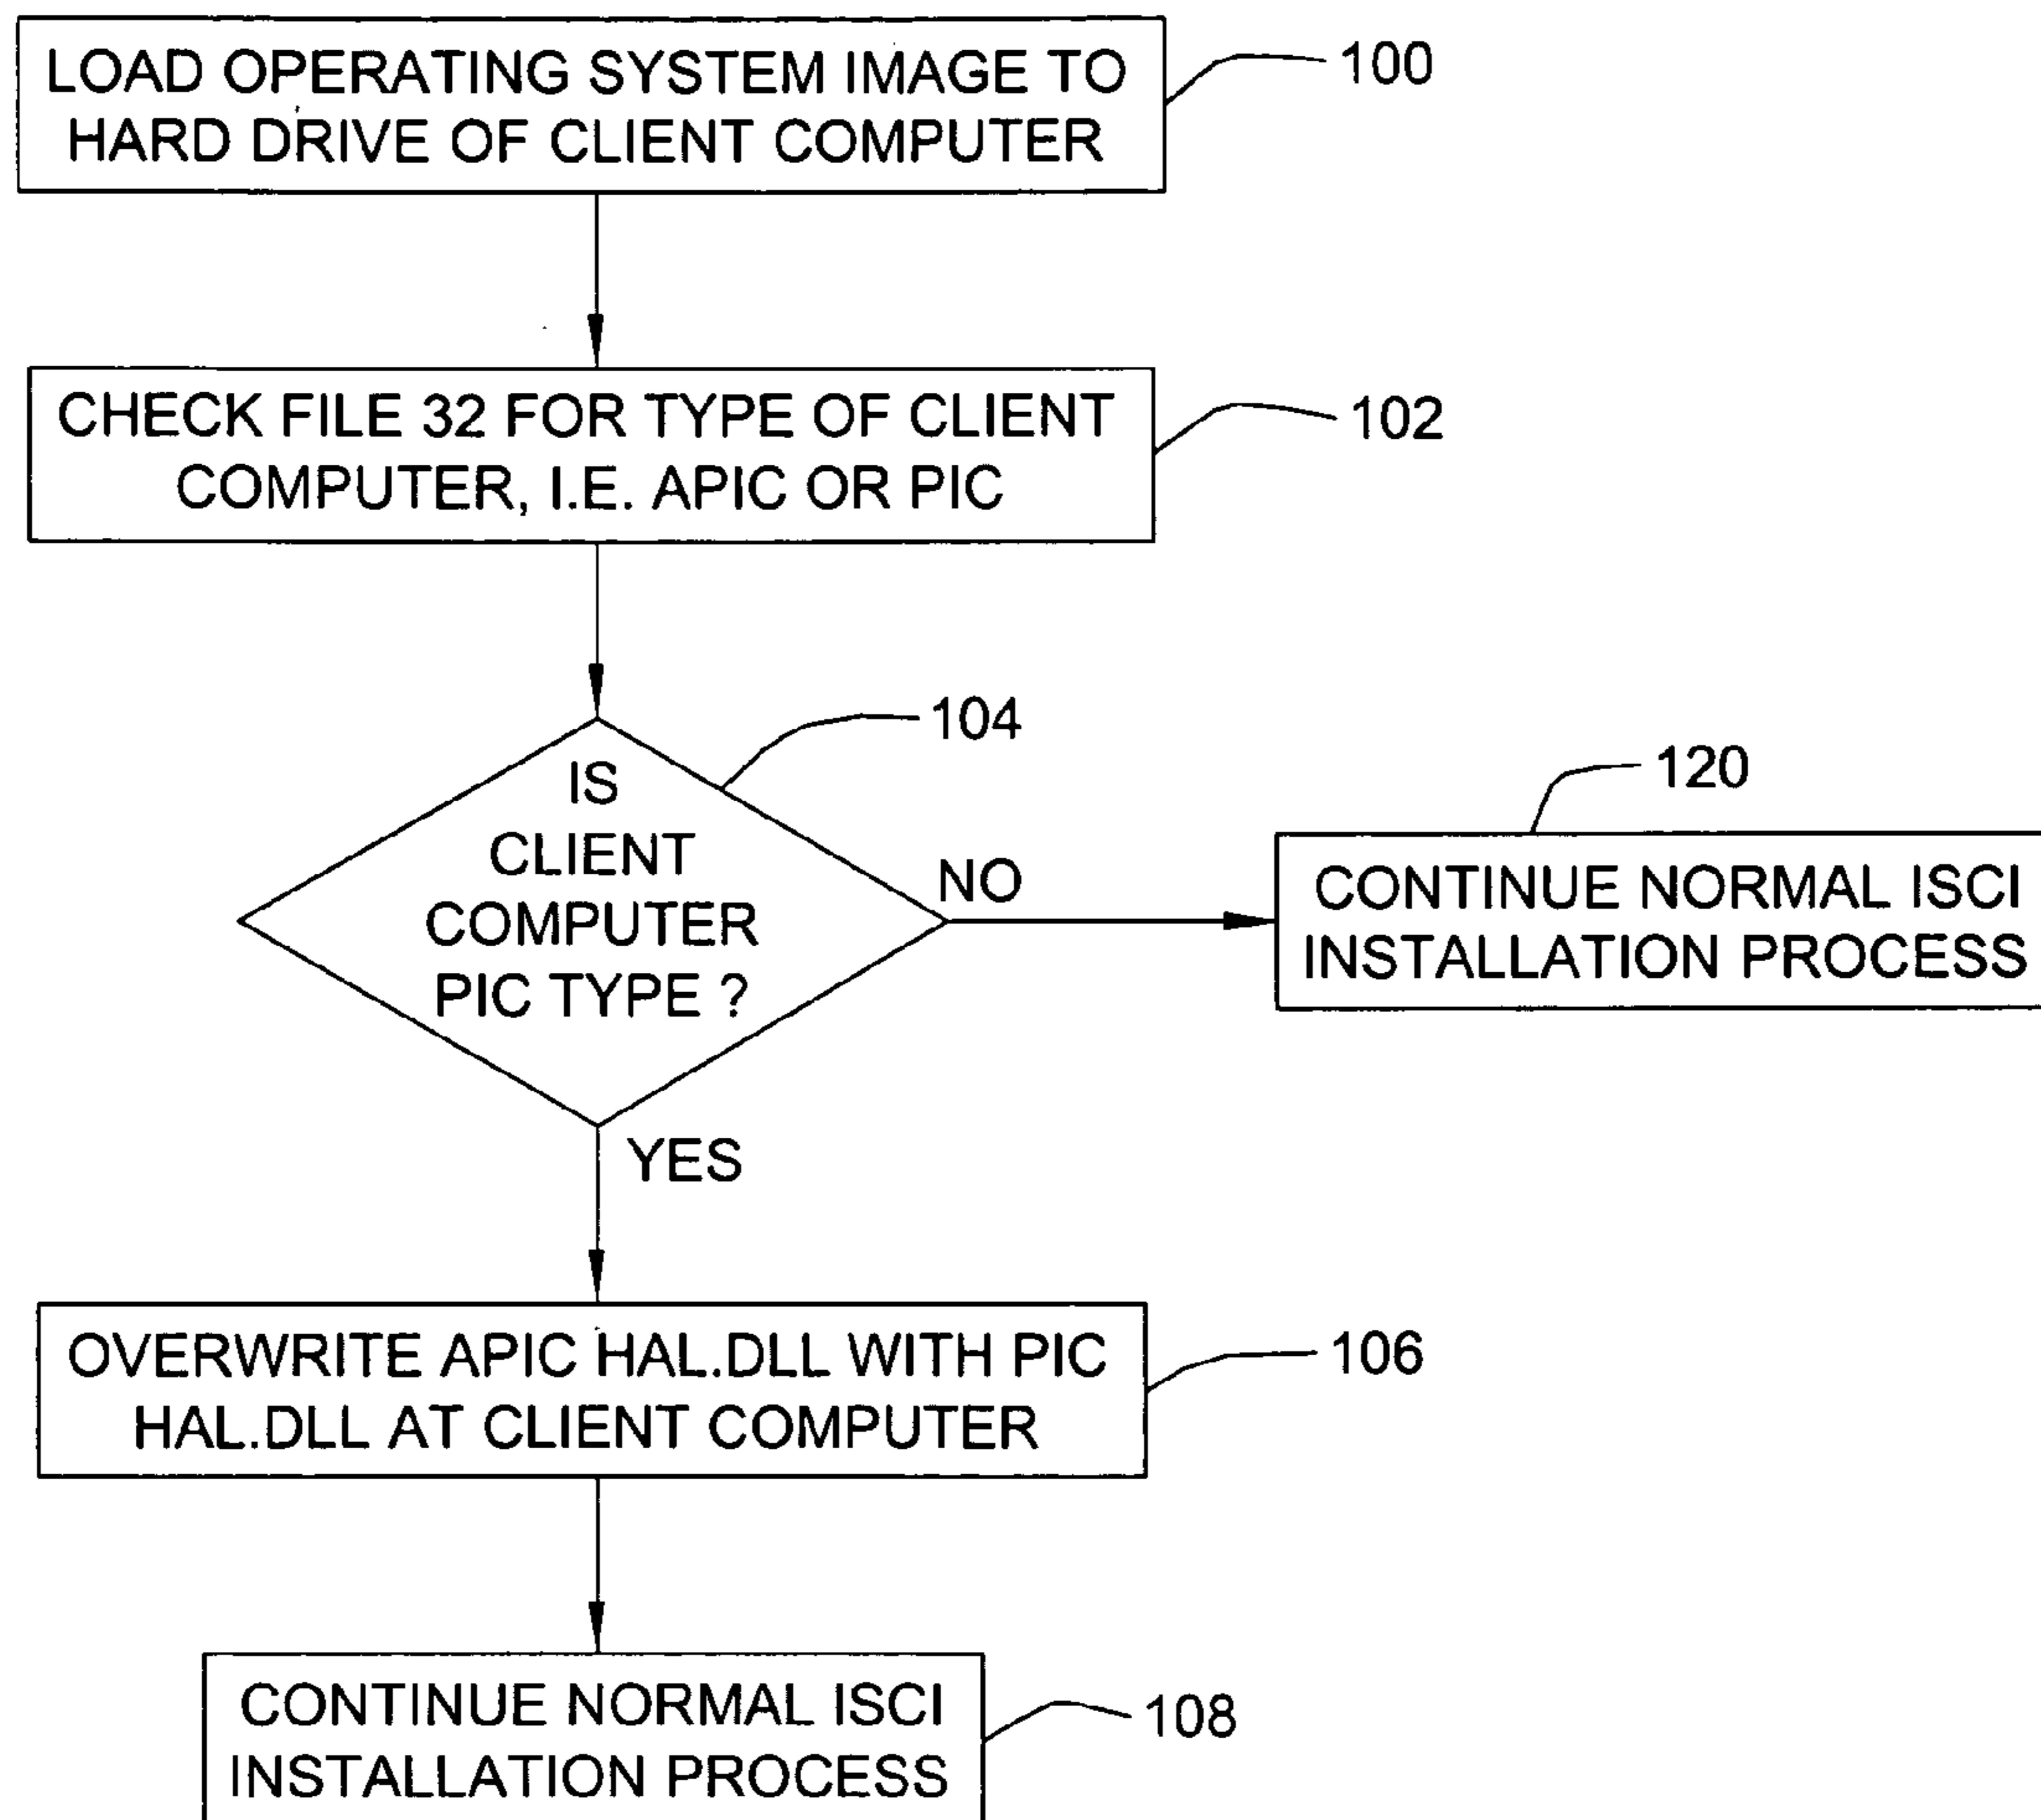 LOAD OPERATING SYSTEM IMAGE TO
HARD DRIVE OF CLIENT COMPUTER
100
CHECK FILE 32 FOR TYPE OF CLIENT
COMPUTER, I.E. APIC OR PIC
102
104
IS
CLIENT
COMPUTER
PIC TYPE ?
NO
120
CONTINUE NORMAL ISCI
INSTALLATION PROCESS
YES
OVERWRITE APIC HAL.DLL WITH PIC
HAL.DLL AT CLIENT COMPUTER
106
CONTINUE NORMAL ISCI
INSTALLATION PROCESS
108